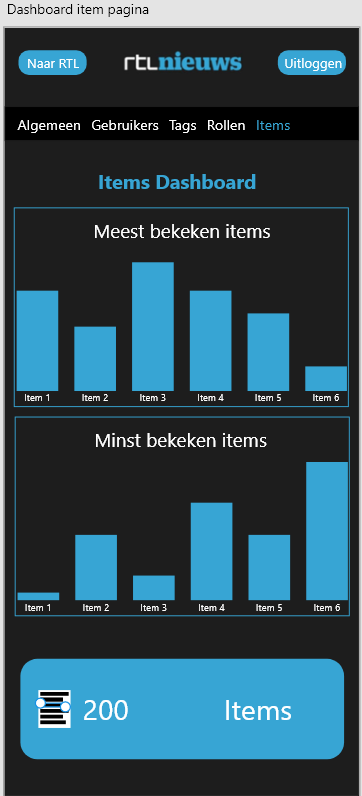 Dashboard item pagina
Naar RTL rtlnieuws Uitloggen
Algemeen Gebruikers Tags Rollen Items
Items Dashboard
Meest bekeken items
Item 1 Item 2 Item 3 Item 4 Item 5 Item 6
Minst bekeken items
Item 1 Item 2 Item 3 Item 4 Item 5 Item 6
200 Items